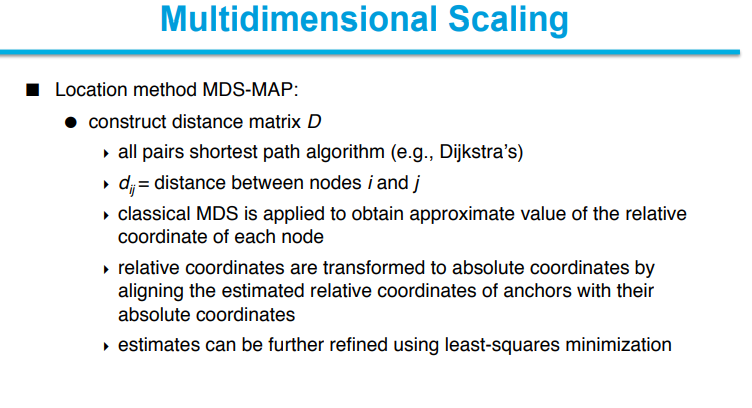 Multidimensional Scaling
■ Location method MDS-MAP:
● construct distance matrix D
‣ all pairs shortest path algorithm (e.g., Dijkstra’s)
‣ dij = distance between nodes i and j
‣ classical MDS is applied to obtain approximate value of the relative
coordinate of each node
‣ relative coordinates are transformed to absolute coordinates by
aligning the estimated relative coordinates of anchors with their
absolute coordinates
‣ estimates can be further refined using least-squares minimization